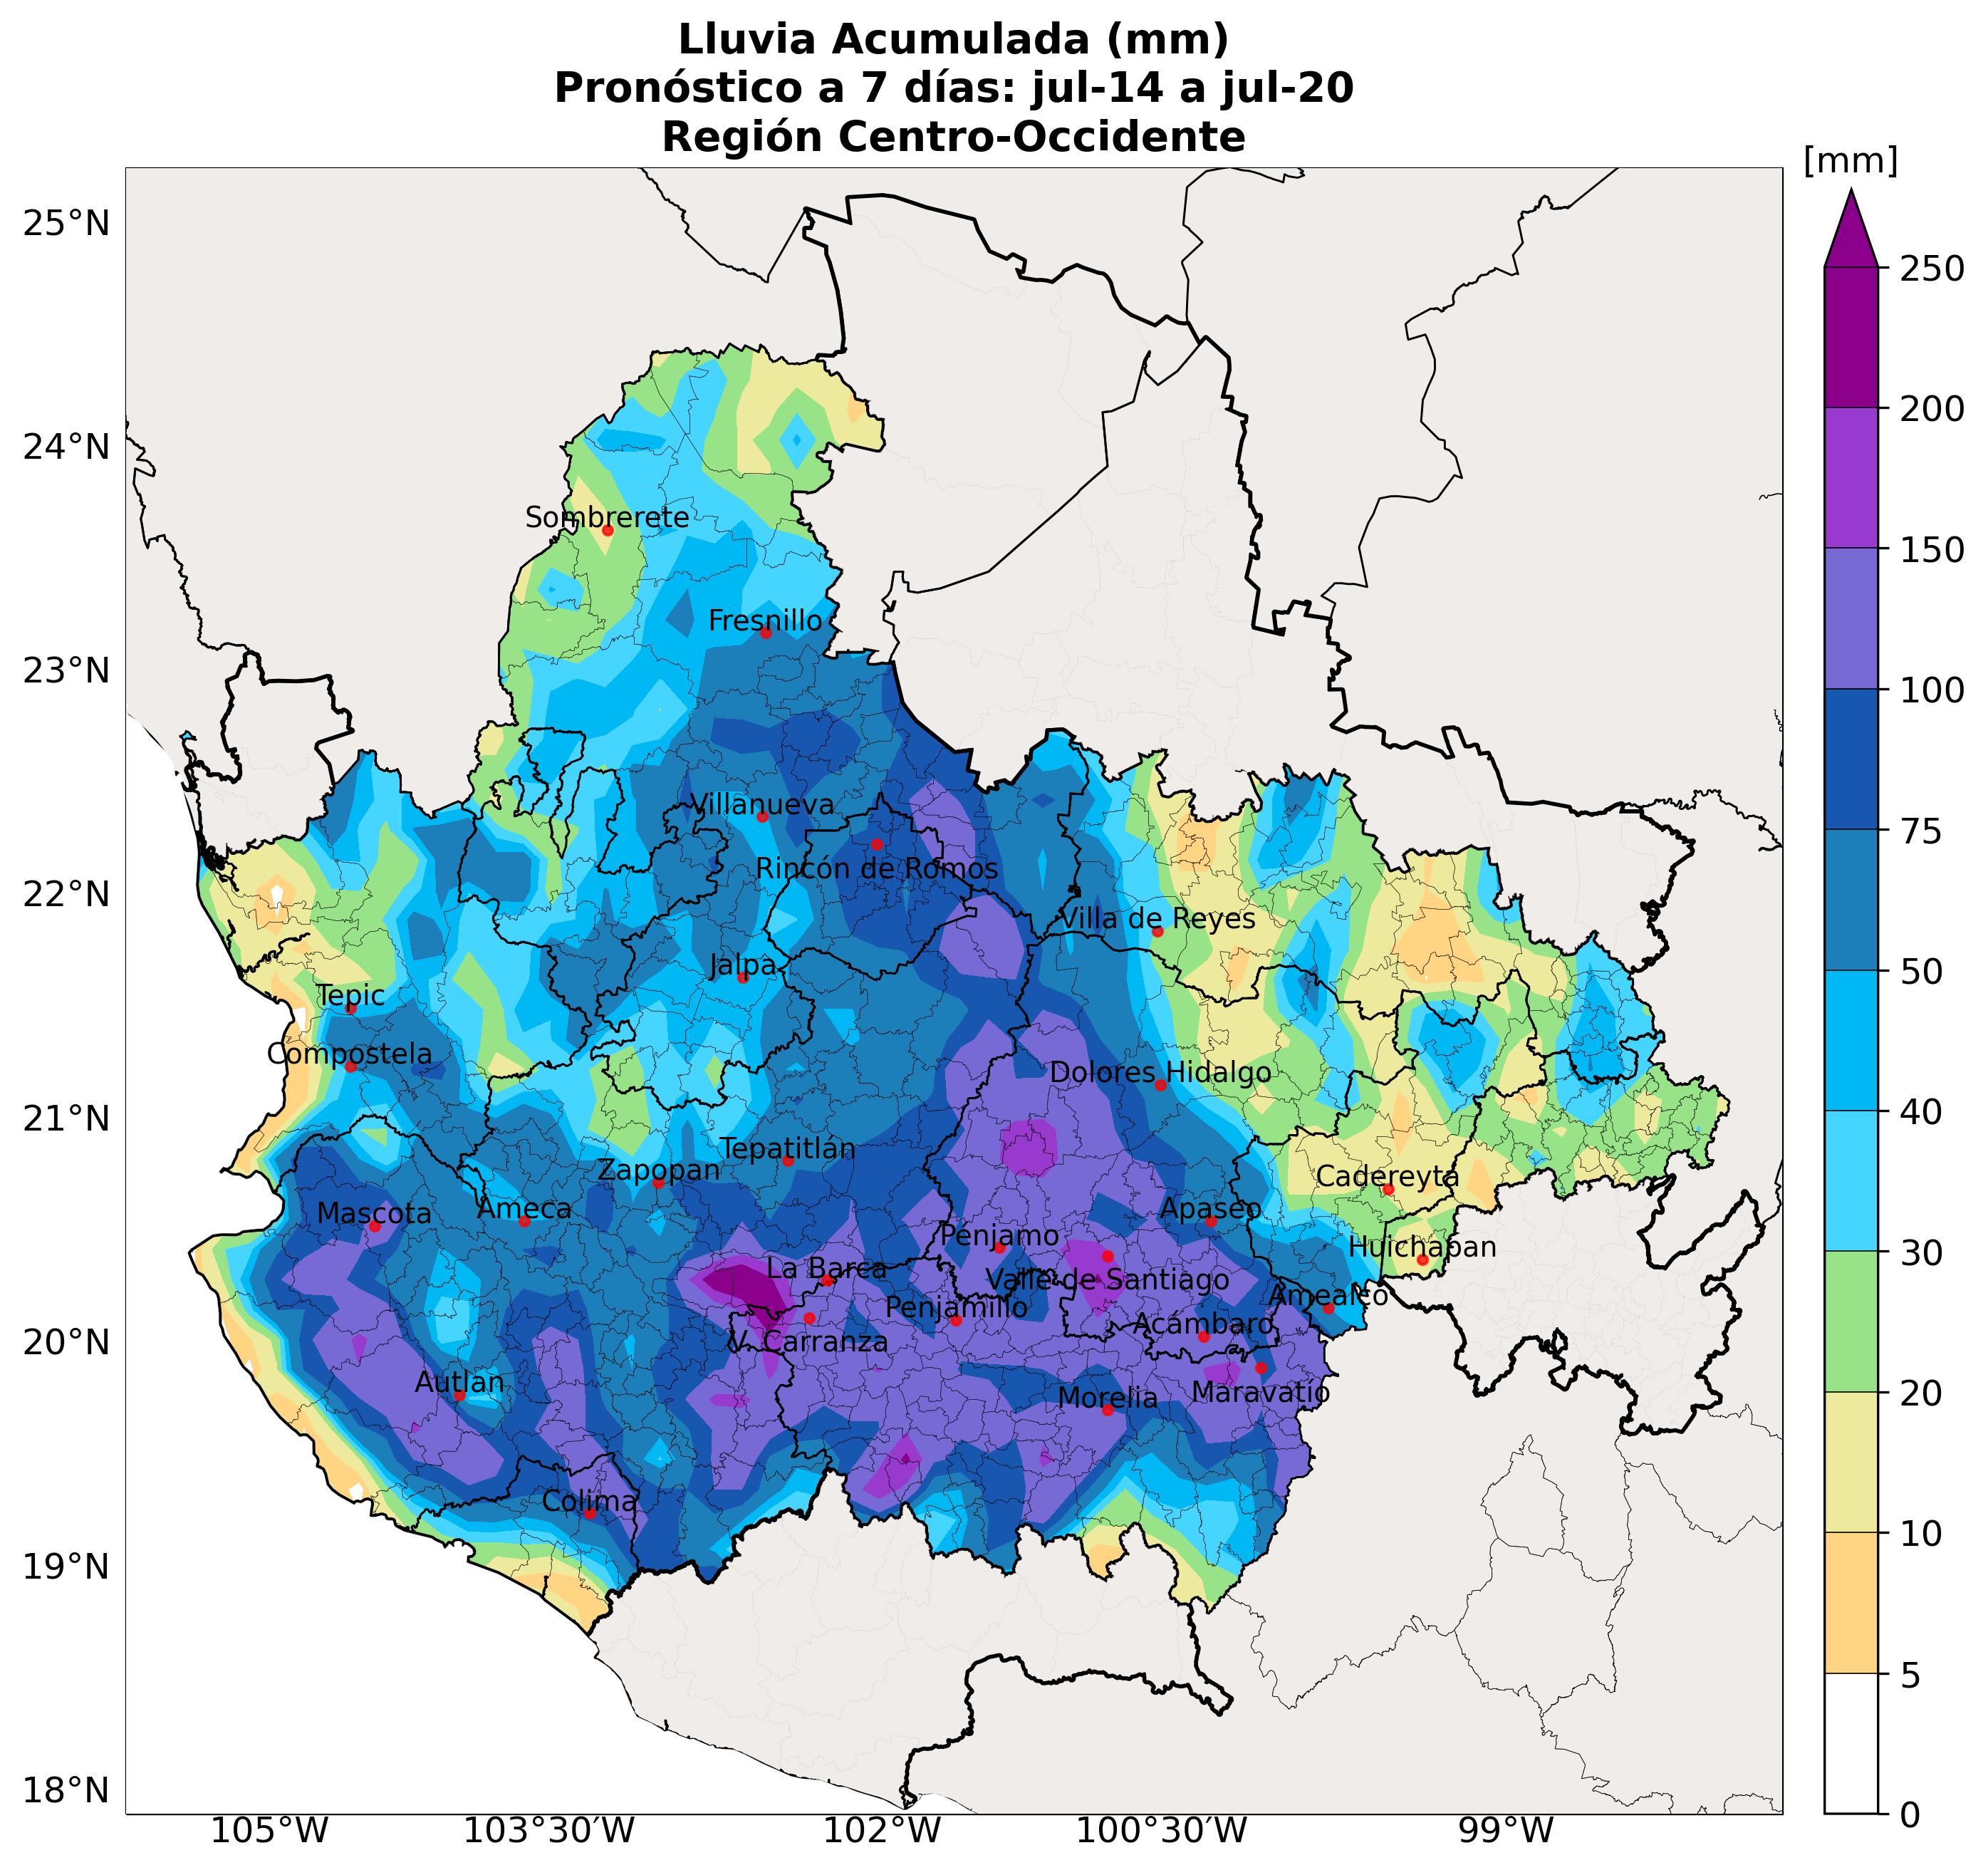 Lluvia Acumulada (mm)
Pronóstico a 7 días: jul-14 a jul-20
Región Centro-Occidente
[mm]
25°N
24°N
23°N
22°N
21°N
20°N
19°N
18°N
Sombrerete
Fresnillo
Villanueva
Rincón de Romos
Villa de Reyes
Jalpa
Tepic
Compostela
Dolores Hidalgo
Tepatitlán
Zapopan
Cadereyta
Mascota
Ameca
Apaseo
Penjamo
Huichapan
La Barca
Valle de Santiago
Amealco
Penjamillo
Acámbaro
V. Carranza
Autlan
Morelia
Maravatío
Colima
105°W
103°30'W
102°W
100°30'W
99°W
250
200
150
100
75
50
40
30
20
10
5
0